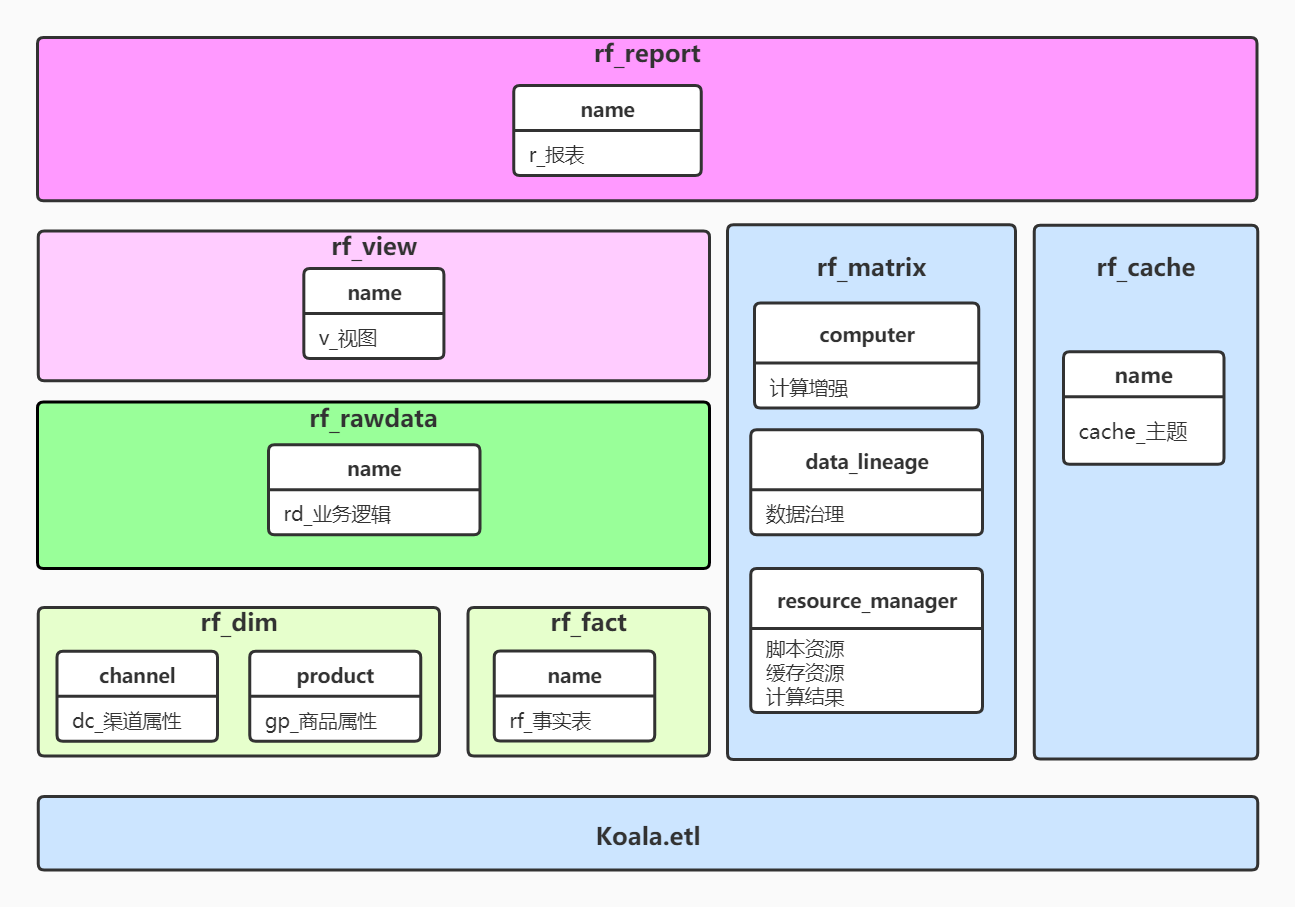 rf_report
name
r_报表
rf_view
name
v_视图
rf_rawdata
name
rd_业务逻辑
rf_dim
channel
dc_渠道属性
product
gp_商品属性
rf_fact
name
rf_事实表
rf_matrix
computer
计算增强
data_lineage
数据治理
resource_manager
脚本资源
缓存资源
计算结果
rf_cache
name
cache_主题
Koala.etl